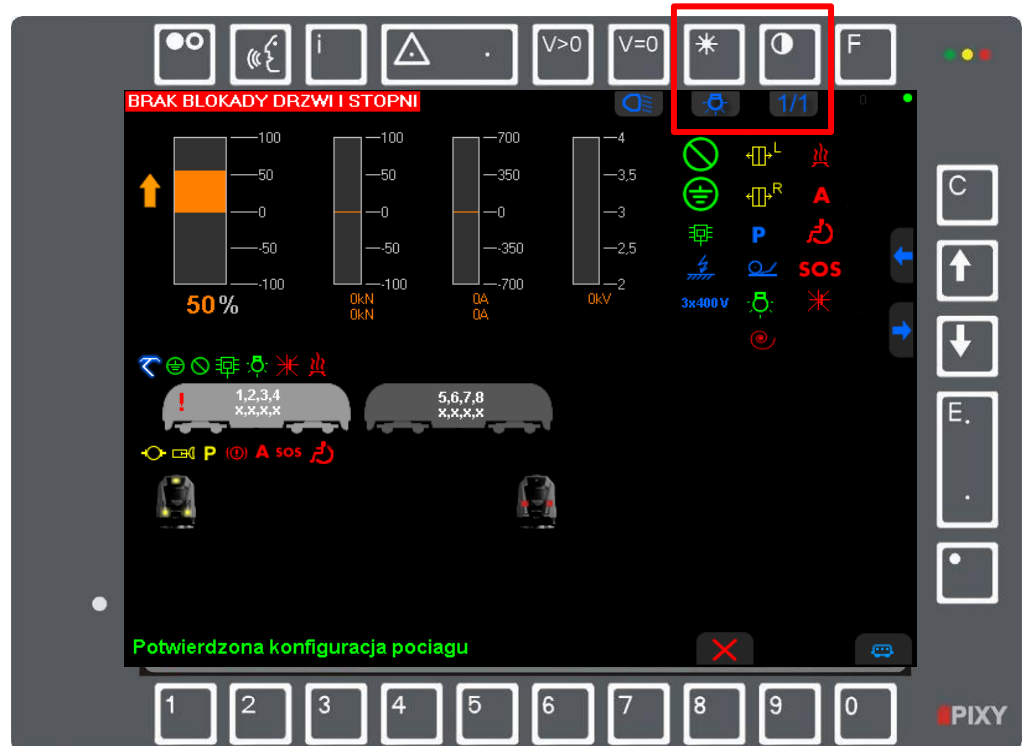 i
V>0
V=0
F
BRAK BLOKADY DRZWI I STOPNI
1/1
0
100 100 700 4
50 50 350 3,5
0 0 0 3
-50 -50 -350 2,5
-100 -100 -700 2
50% 0kN 0A 0kV
0kN 0A
L
R A
P
SOS
3x400V
C
E.
1,2,3,4 5,6,7,8
! x,x,x,x x,x,x,x
P (!) A SOS
Potwierdzona konfiguracja pociagu
1 2 3 4 5 6 7 8 9 0
PIXY